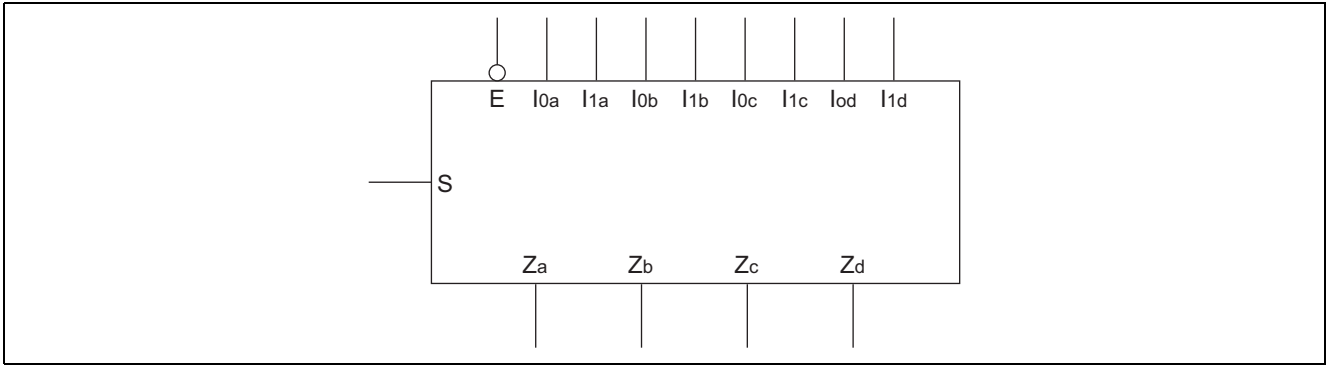 E I0a I1a I0b I1b I0c I1c Iod I1d
S
Za Zb Zc Zd